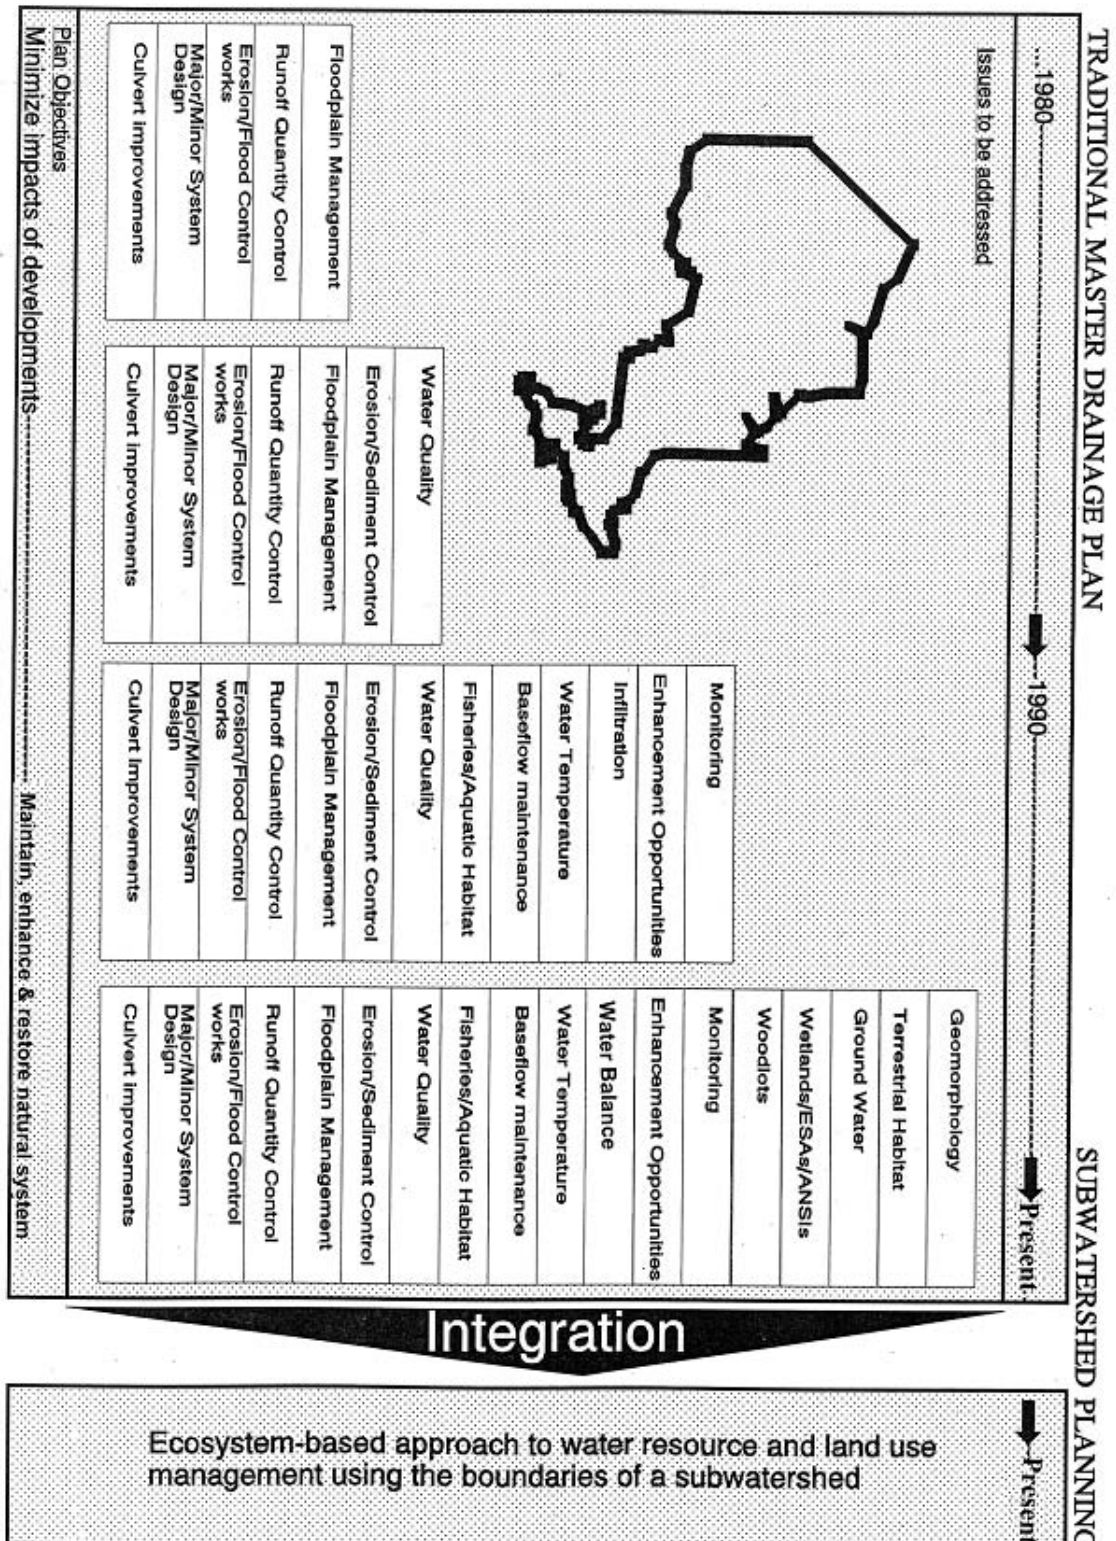 TRADITIONAL MASTER DRAINAGE PLAN
SUBWATERSHED PLANNING
...1980
1990
Present..
Issues to be addressed
Floodplain Management
Runoff Quantity Control
Erosion/Flood Control
works
Major/Minor System
Design
Culvert improvements
Water Quality
Erosion/Sediment Control
Floodplain Management
Runoff Quantity Control
Erosion/Flood Control
works
Major/Minor System
Design
Culvert improvements
Monitoring
Enhancement Opportunities
Infiltration
Water Temperature
Baseflow maintenance
Fisheries/Aquatic Habitat
Water Quality
Erosion/Sediment Control
Floodplain Management
Runoff Quantity Control
Erosion/Flood Control
works
Major/Minor System
Design
Culvert improvements
Geomorphology
Terrestrial Habitat
Ground Water
Wetlands/ESAs/ANSIs
Woodlots
Monitoring
Enhancement Opportunities
Water Balance
Water Temperature
Baseflow maintenance
Fisheries/Aquatic Habitat
Water Quality
Erosion/Sediment Control
Floodplain Management
Runoff Quantity Control
Erosion/Flood Control
works
Major/Minor System
Design
Culvert improvements
Plan Objectives
Minimize impacts of developments
Maintain, enhance & restore natural system
Integration
Present
Ecosystem-based approach to water resource and land use
management using the boundaries of a subwatershed